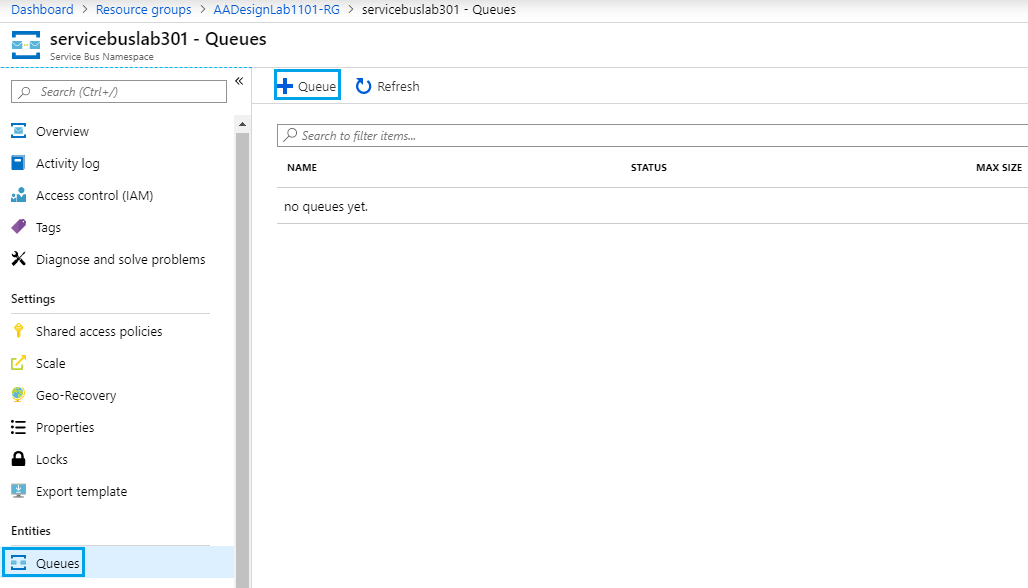 Dashboard > Resource groups > AADesignLab1101-RG > servicebuslab301 - Queues
servicebuslab301 - Queues
Service Bus Namespace
Search (Ctrl+/)
«
Overview
Activity log
Access control (IAM)
Tags
Diagnose and solve problems
Settings
Shared access policies
Scale
Geo-Recovery
Properties
Locks
Export template
Entities
Queues
Queue Refresh
Search to filter items...
NAME STATUS MAX SIZE
no queues yet.